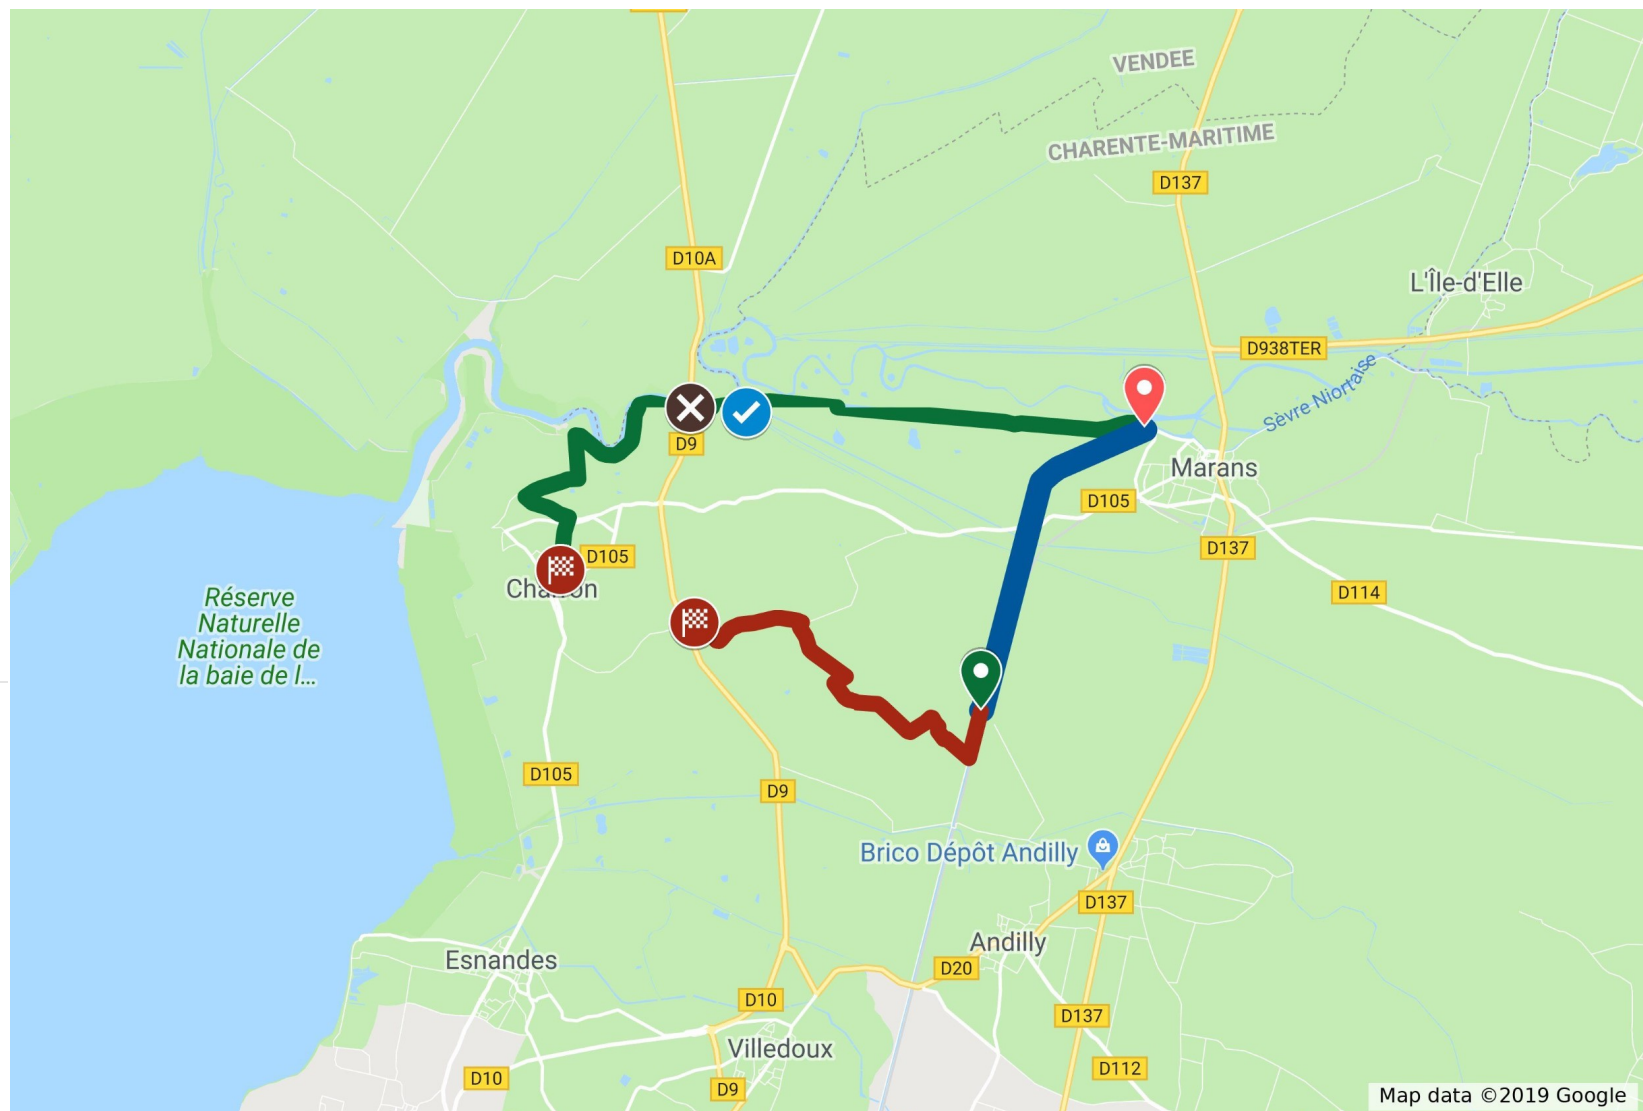 VENDEE
CHARENTE-MARITIME
D137
D10A
L'Île-d'Elle
D938TER
Sèvre Niortaise
D9
Marans
D105
D137
D105
Charron
D114
Réserve
Naturelle
Nationale de
la baie de l...
D105
D9
Brico Dépôt Andilly
D137
Andilly
Esnandes
D20
D10
D137
Villedoux
D112
D10
D9
Map data ©2019 Google